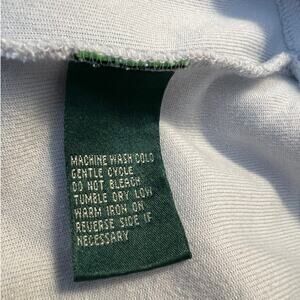 MACHINE WASH COLD
GENTLE CYCLE
DO NOT BLEACH
TUMBLE DRY LOW
WARM IRON ON
REVERSE SIDE IF
NECESSARY